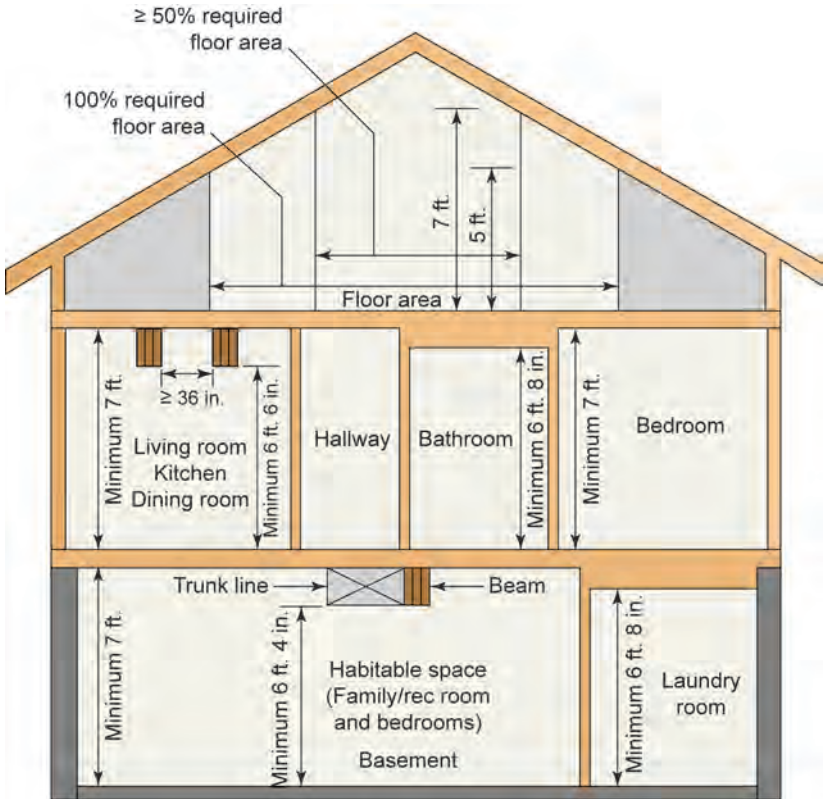 ≥ 50% required
floor area
100% required
floor area
7 ft.
5 ft.
Floor area
Minimum 7 ft.
≥ 36 in.
Minimum 6 ft. 6 in.
Living room
Kitchen
Dining room
Hallway
Bathroom
Minimum 6 ft. 8 in.
Minimum 7 ft.
Bedroom
Trunk line
Beam
Minimum 7 ft.
Minimum 6 ft. 4 in.
Habitable space
(Family/rec room
and bedrooms)
Basement
Minimum 6 ft. 8 in.
Laundry
room